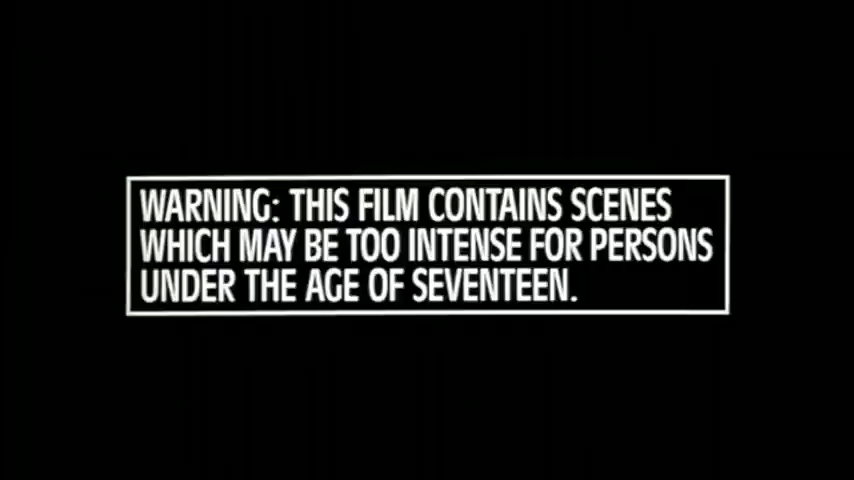 WARNING: THIS FILM CONTAINS SCENES
WHICH MAY BE TOO INTENSE FOR PERSONS
UNDER THE AGE OF SEVENTEEN.